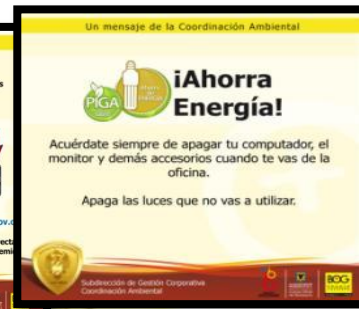 Un mensaje de la Coordinación Ambiental
PIGA
¡Ahorra
Energía!
Acuérdate siempre de apagar tu computador, el
monitor y demás accesorios cuando te vas de la
oficina.
Apaga las luces que no vas a utilizar.
Subdirección de Gestión Corporativa
Coordinación Ambiental
BOG